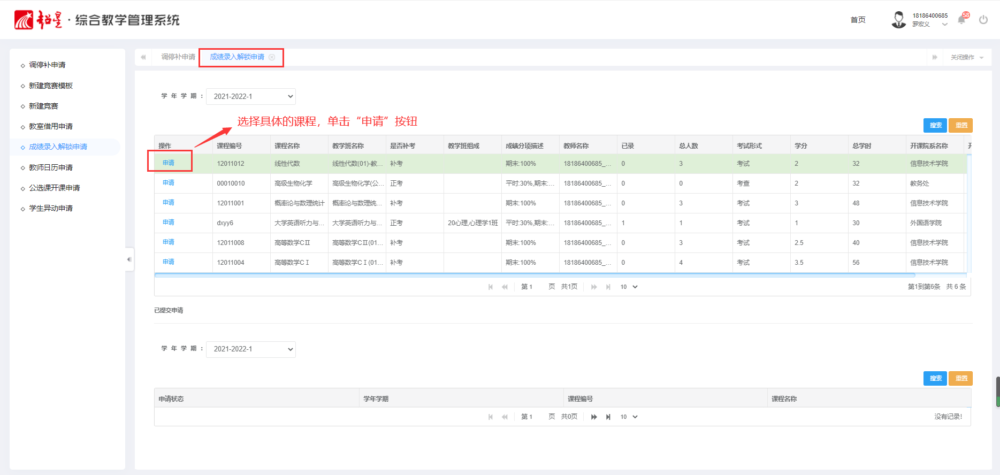 超星·综合教学管理系统
首页
18186400685
罗宏义
58
调停补申请
新建竞赛模板
新建竞赛
教室借用申请
成绩录入解锁申请
教师日历申请
公选课开课申请
学生异动申请
调停补申请 成绩录入解锁申请 关闭操作
学 年 学 期 : 2021-2022-1
选择具体的课程，单击“申请”按钮
搜索 重置
操作 课程编号 课程名称 教学班名称 是否补考 教学班组成 成绩分项描述 教师名称 已录 总人数 考试形式 学分 总学时 开课院系名称 开
申请 12011012 线性代数 线性代数(01)-教... 补考 期末:100% 18186400685_... 0 3 考试 2 32 信息技术学院
申请 00010010 高级生物化学 高级生物化学(公... 正考 平时:30%,期末:... 18186400685_... 0 0 考查 2 32 教务处
申请 12011001 概率论与数理统计 概率论与数理统... 补考 期末:100% 18186400685_... 0 3 考试 3 48 信息技术学院
申请 dxyy6 大学英语听力与... 大学英语听力与... 正考 20心理,心理学1班 平时:30%,期末:... 18186400685_... 1 1 考试 1 30 外国语学院
申请 12011008 高等数学CⅡ 高等数学CⅡ(01... 补考 期末:100% 18186400685_... 0 3 考试 2.5 40 信息技术学院
申请 12011004 高等数学CⅠ 高等数学CⅠ(01... 补考 期末:100% 18186400685_... 0 4 考试 3.5 56 信息技术学院
第 1 页 共1页 10 第1到第6条 共 6 条
已提交申请
学 年 学 期 : 2021-2022-1
搜索 重置
申请状态 学年学期 课程编号 课程名称
第 1 页 共0页 10 没有记录!